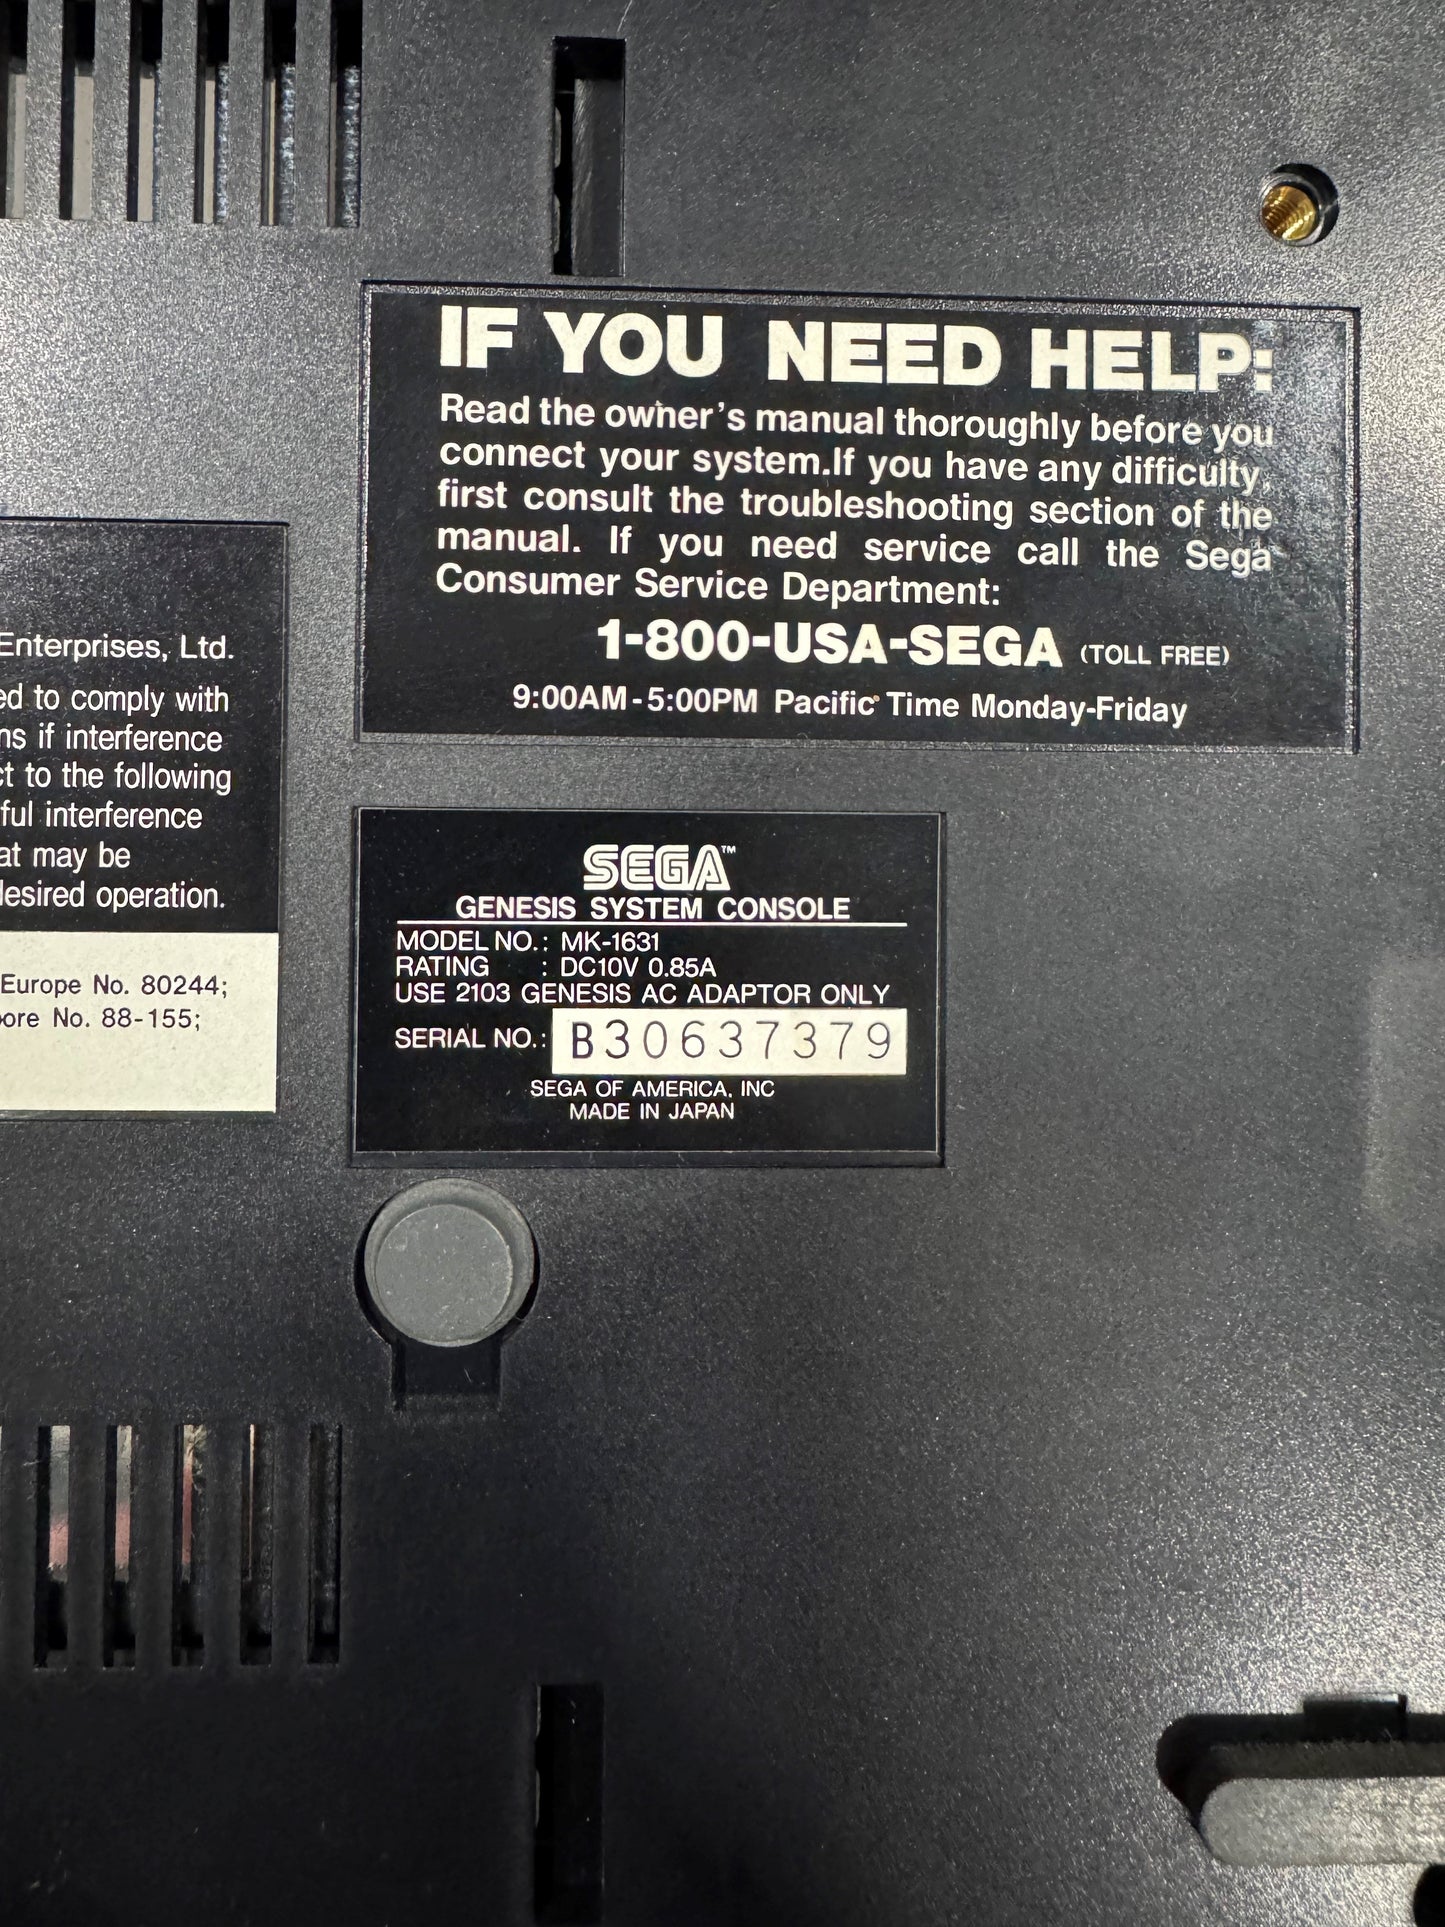 IF YOU NEED HELP:
Read the owner's manual thoroughly before you
connect your system.If you have any difficulty,
first consult the troubleshooting section of the
manual. If you need service call the Sega
Consumer Service Department:
1-800-USA-SEGA (TOLL FREE)
9:00AM-5:00PM Pacific Time Monday-Friday
Enterprises, Ltd.
ed to comply with
ns if interference
ct to the following
ful interference
at may be
desired operation.
Europe No. 80244;
ore No. 88-155;
SEGA™
GENESIS SYSTEM CONSOLE
MODEL NO.: MK-1631
RATING : DC10V 0.85A
USE 2103 GENESIS AC ADAPTOR ONLY
SERIAL NO.: B30637379
SEGA OF AMERICA, INC
MADE IN JAPAN